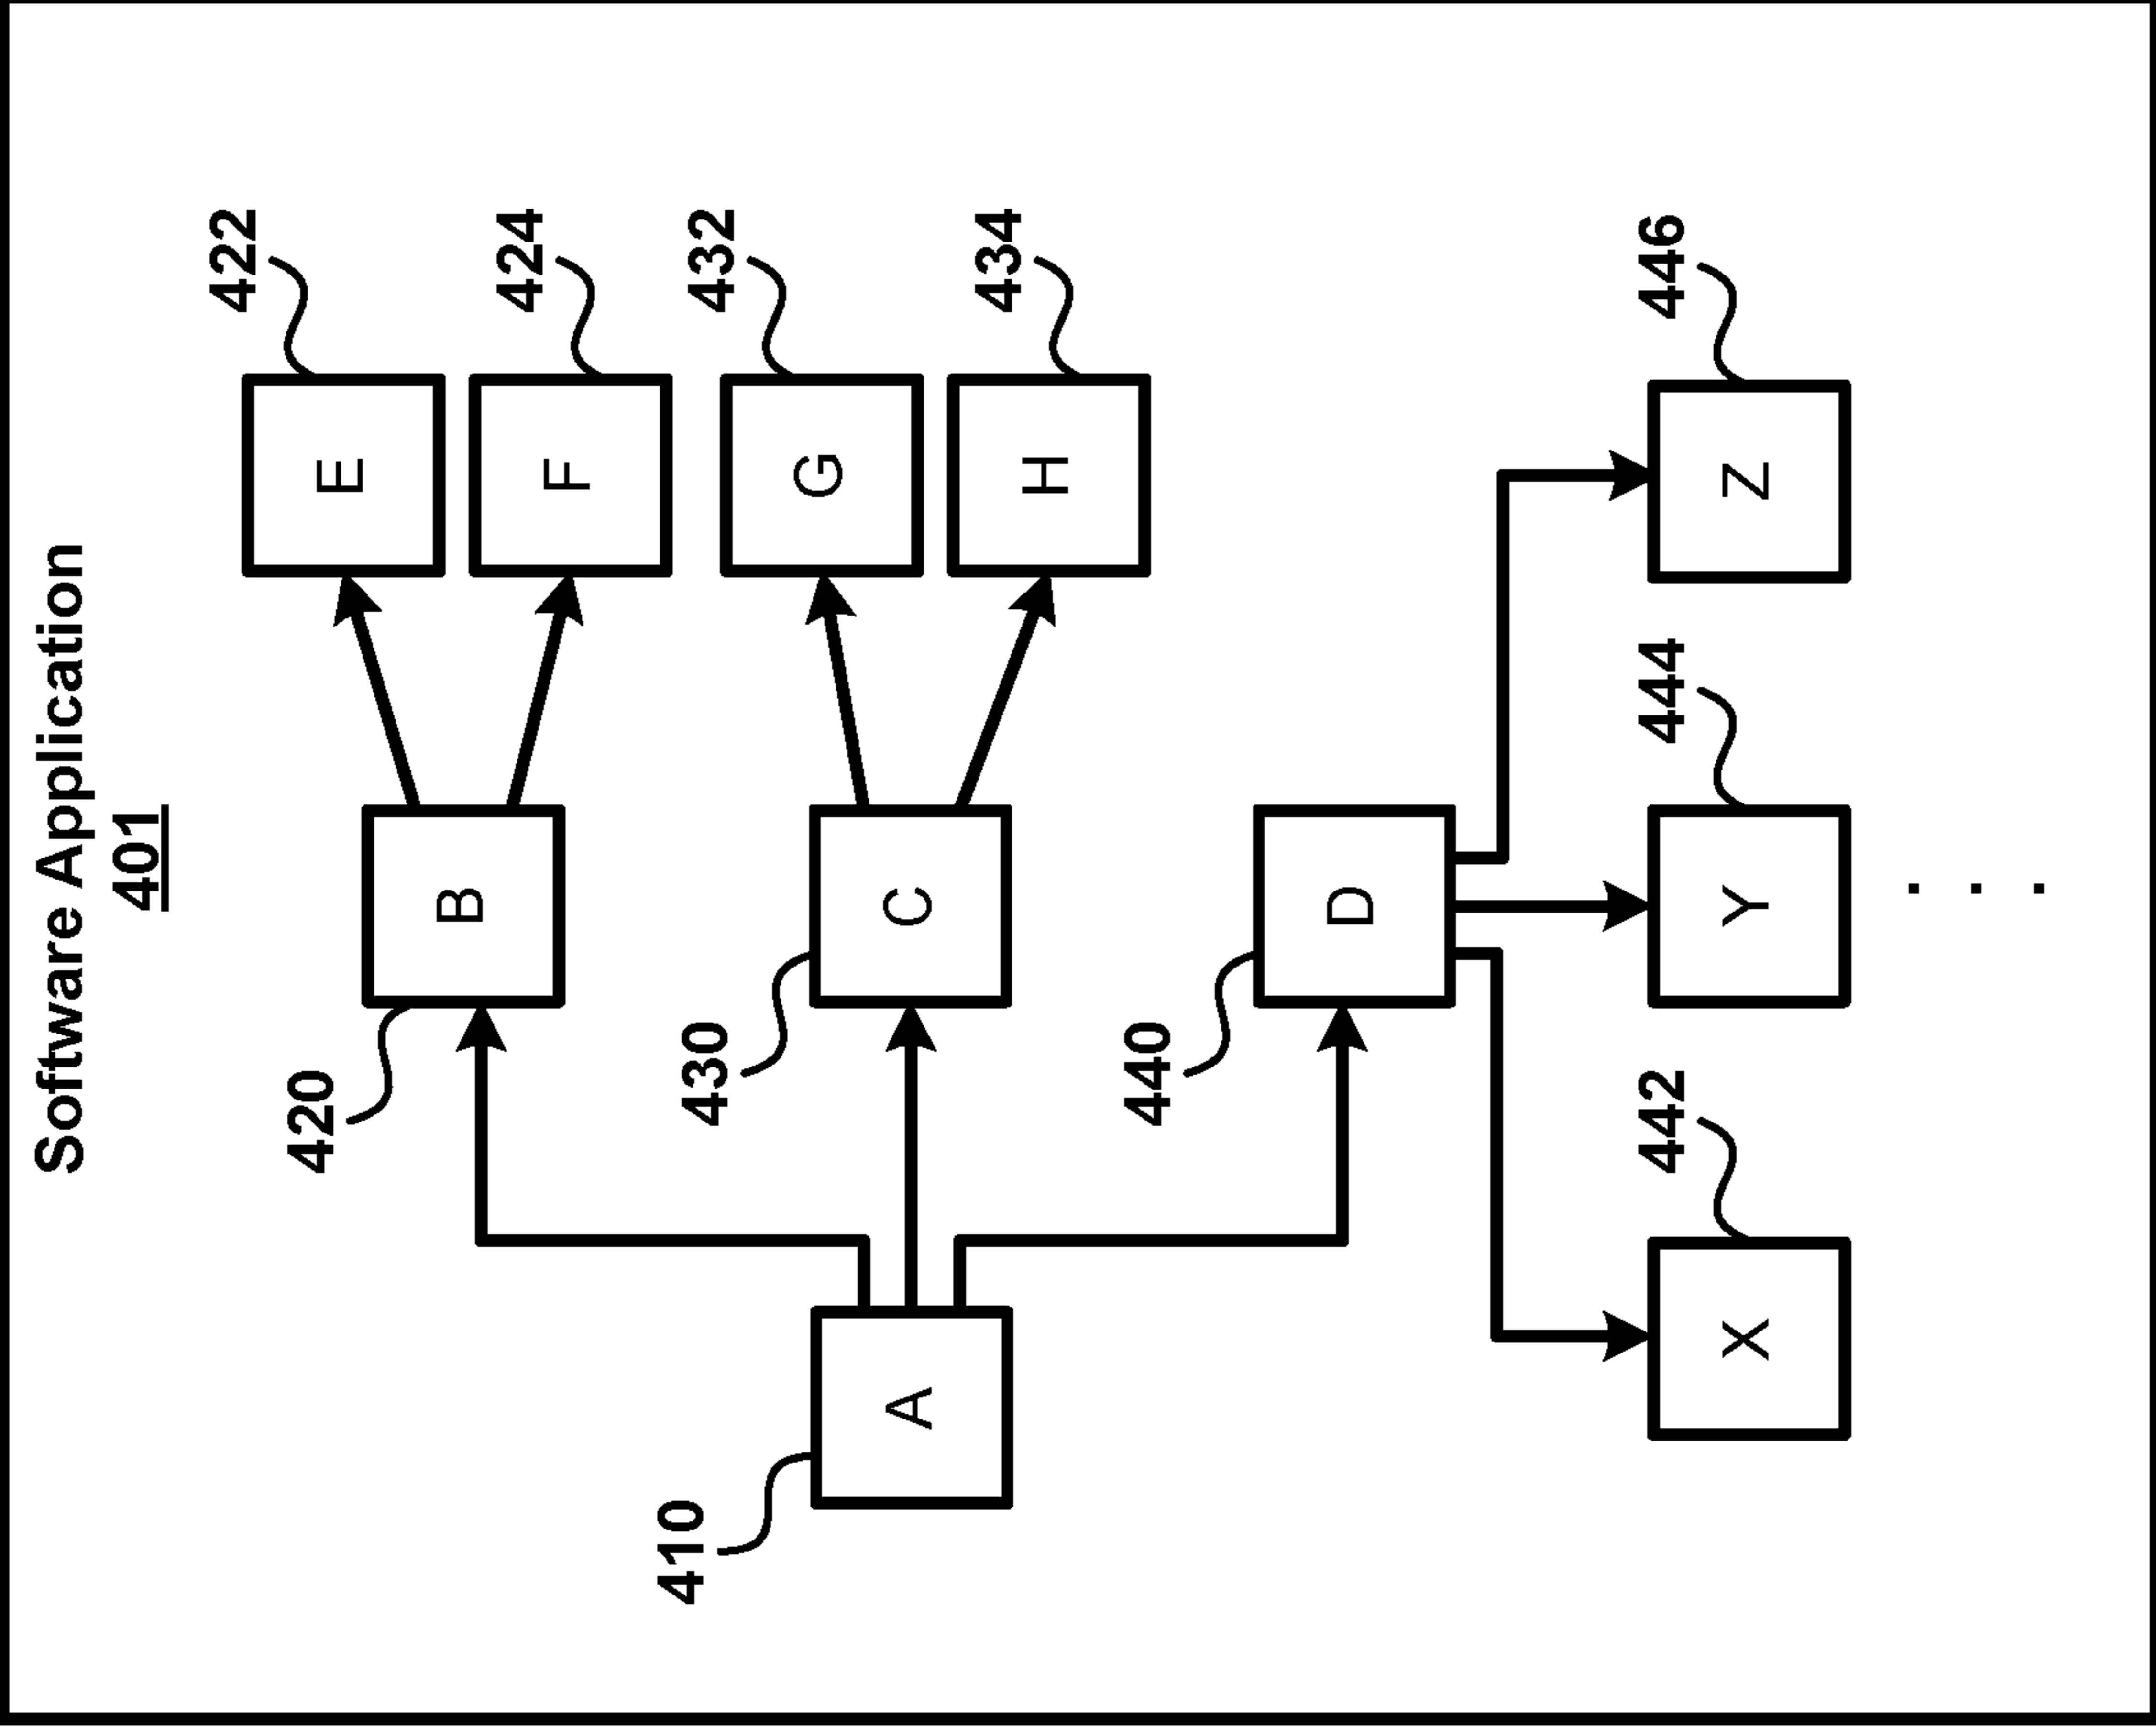 Software Application
401
422
E
424
F
432
G
434
H
420
B
430
C
440
D
410
A
442
X
444
Y
446
Z
. . .